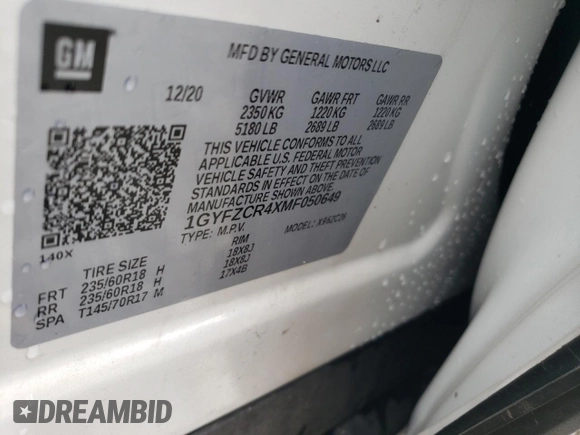 GM
MFD BY GENERAL MOTORS LLC
12/20 GVWR GAWR FRT GAWR RR
2350 KG 1220 KG 1220 KG
5180 LB 2689 LB 2689 LB
THIS VEHICLE CONFORMS TO ALL
APPLICABLE U.S. FEDERAL MOTOR
VEHICLE SAFETY AND THEFT PREVENTION
STANDARDS IN EFFECT ON THE DATE OF
MANUFACTURE SHOWN ABOVE.
1GYFZCR4XMF050649
TYPE: M.P.V. MODEL:
140X
TIRE SIZE RIM
FRT 235/60R18 H 18X8J
RR 235/60R18 H 18X8J
SPA T145/70R17 M 17X4B
DREAMBID